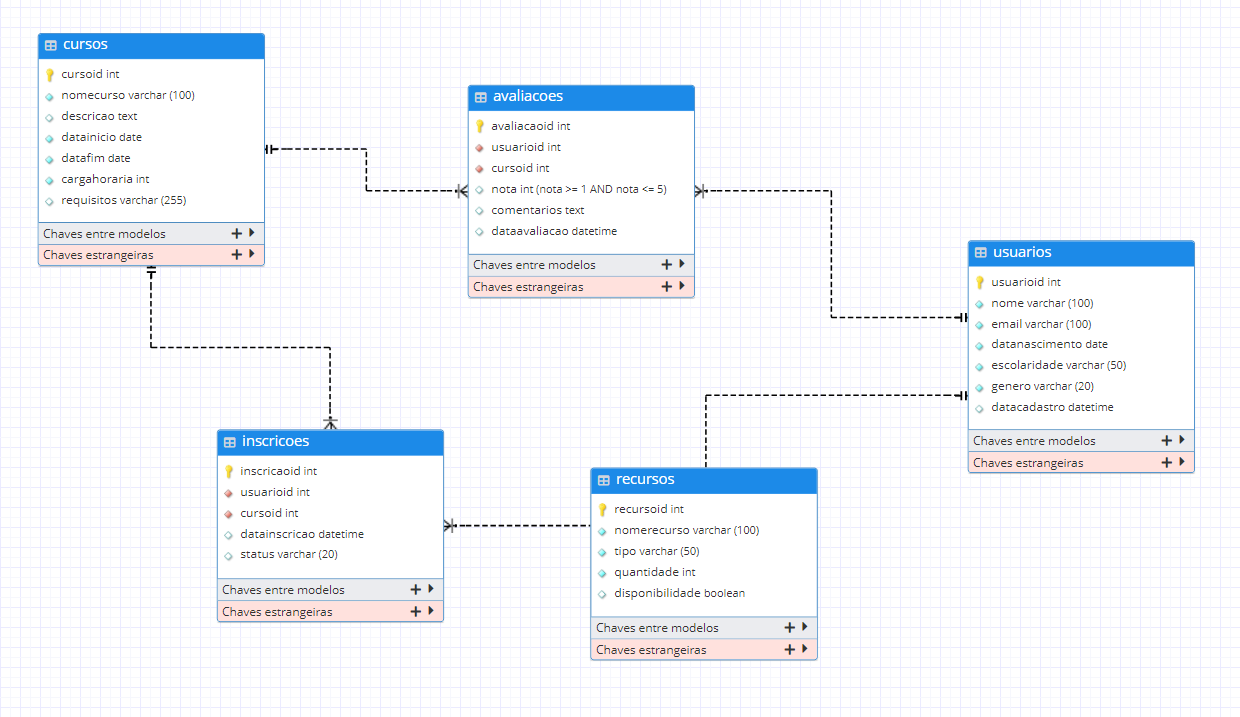 cursos
cursoid int
nomecurso varchar (100)
descricao text
datainicio date
datafim date
cargahoraria int
requisitos varchar (255)
Chaves entre modelos
Chaves estrangeiras
avaliacoes
avaliacaoid int
usuarioid int
cursoid int
nota int (nota >= 1 AND nota <= 5)
comentarios text
dataavaliacao datetime
Chaves entre modelos
Chaves estrangeiras
usuarios
usuarioid int
nome varchar (100)
email varchar (100)
datanascimento date
escolaridade varchar (50)
genero varchar (20)
datacadastro datetime
Chaves entre modelos
Chaves estrangeiras
inscricoes
inscricaoid int
usuarioid int
cursoid int
datainscricao datetime
status varchar (20)
Chaves entre modelos
Chaves estrangeiras
recursos
recursoid int
nomerecurso varchar (100)
tipo varchar (50)
quantidade int
disponibilidade boolean
Chaves entre modelos
Chaves estrangeiras